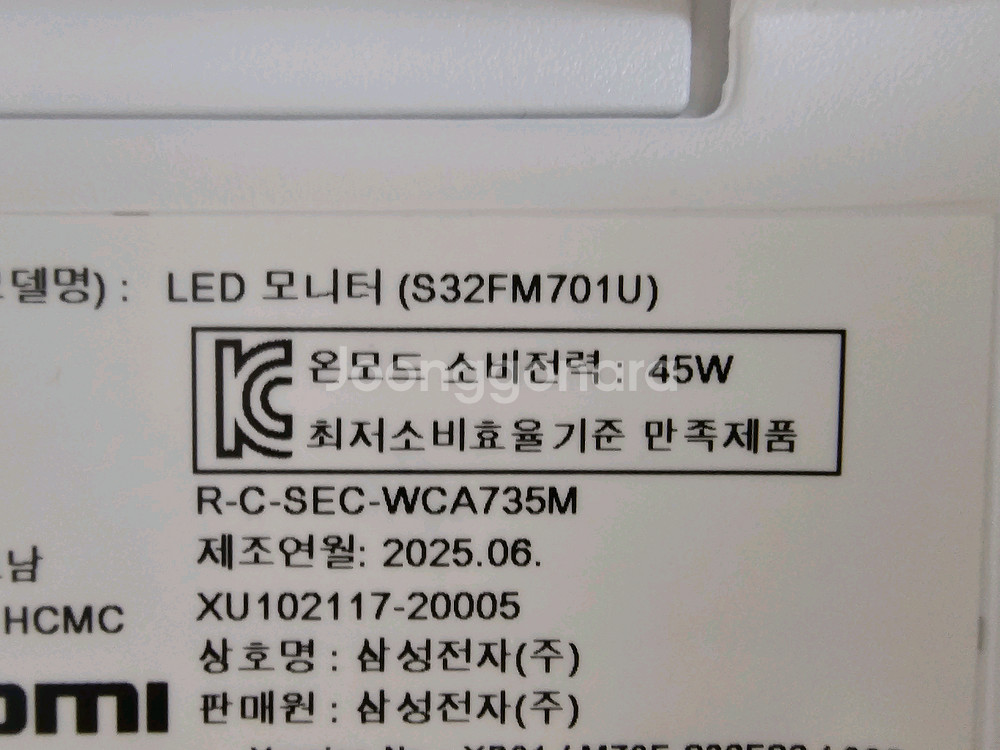 델명) : LED 모니터 (S32FM701U)
온모드 소비전력 : 45W
Joonggonara
최저소비효율기준 만족제품
R-C-SEC-WCA735M
제조연월: 2025.06.
남
XU102117-20005
HCMC
상호명 : 삼성전자(주)
판매원 : 삼성전자(주)
omni